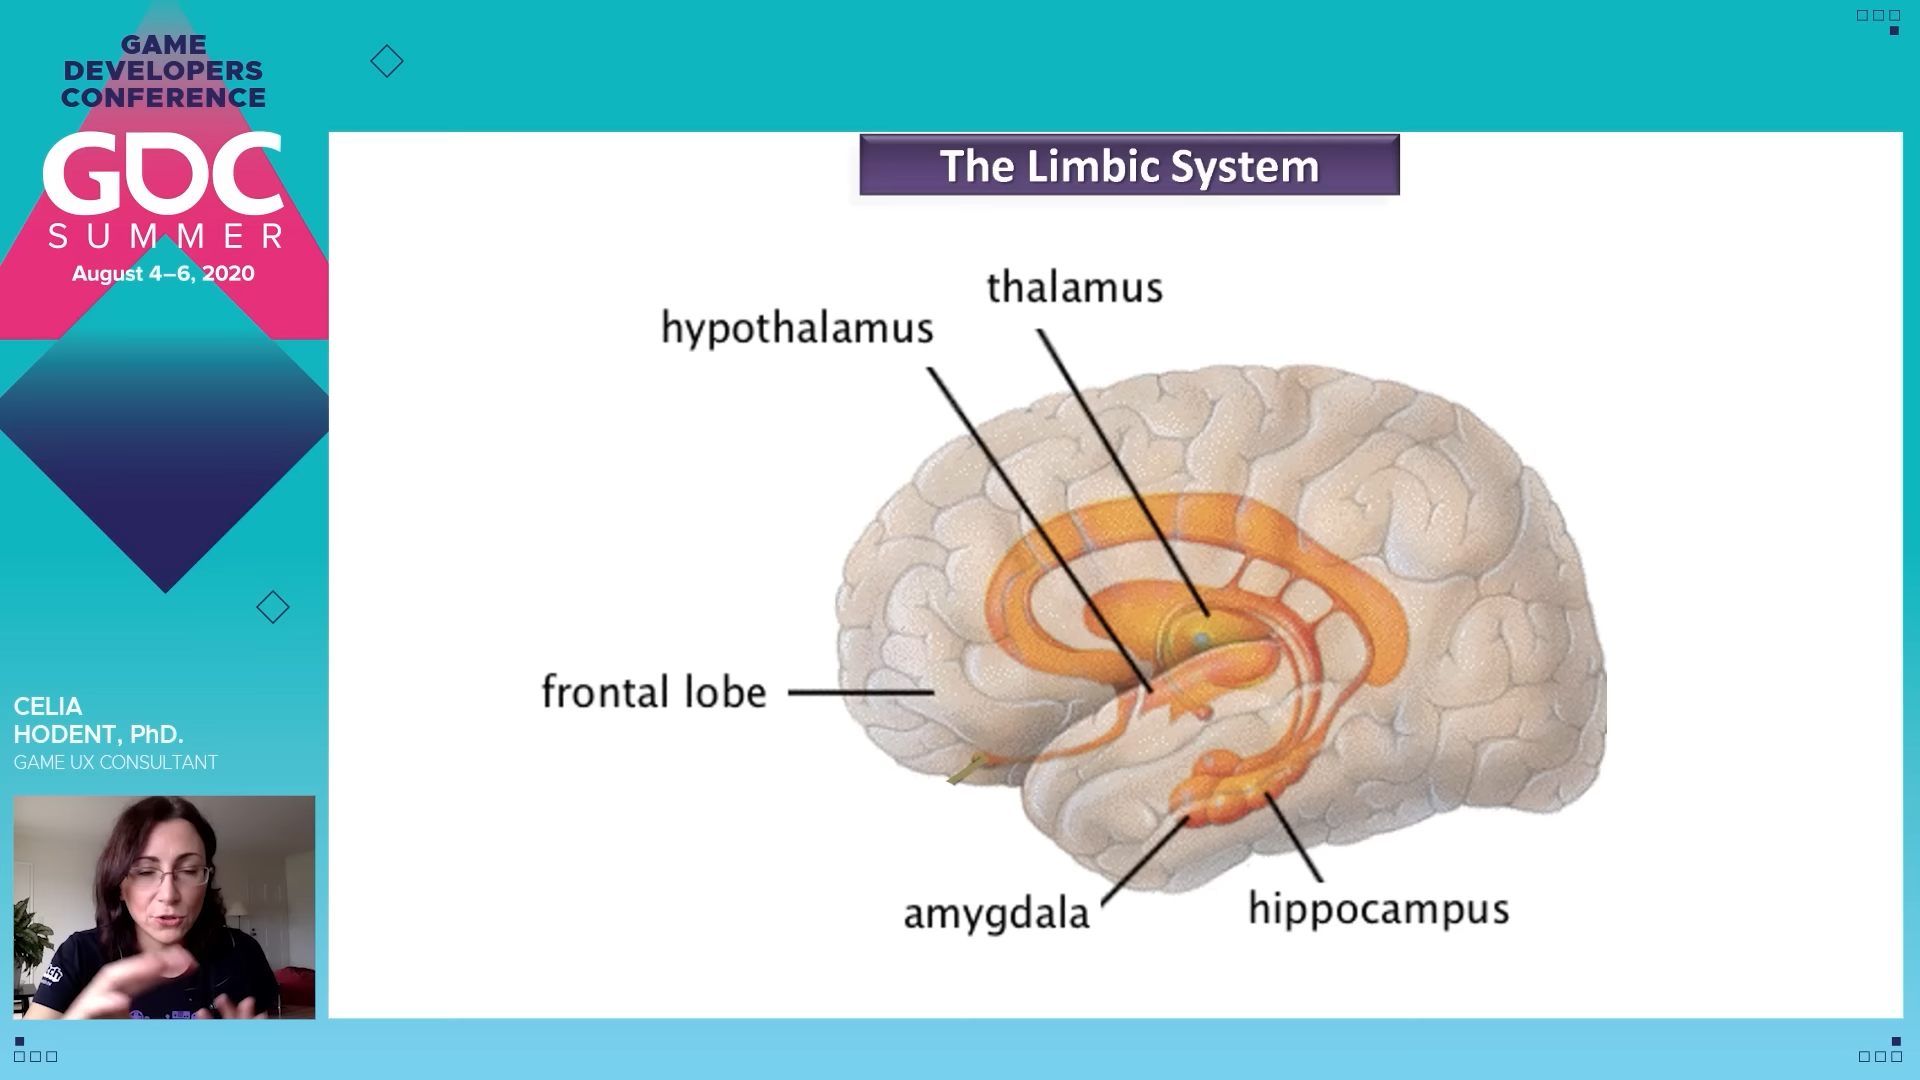 GAME
DEVELOPERS
CONFERENCE
GDC
SUMMER
August 4–6, 2020
The Limbic System
thalamus
hypothalamus
frontal lobe
amygdala
hippocampus
CELIA
HODENT, PhD.
GAME UX CONSULTANT